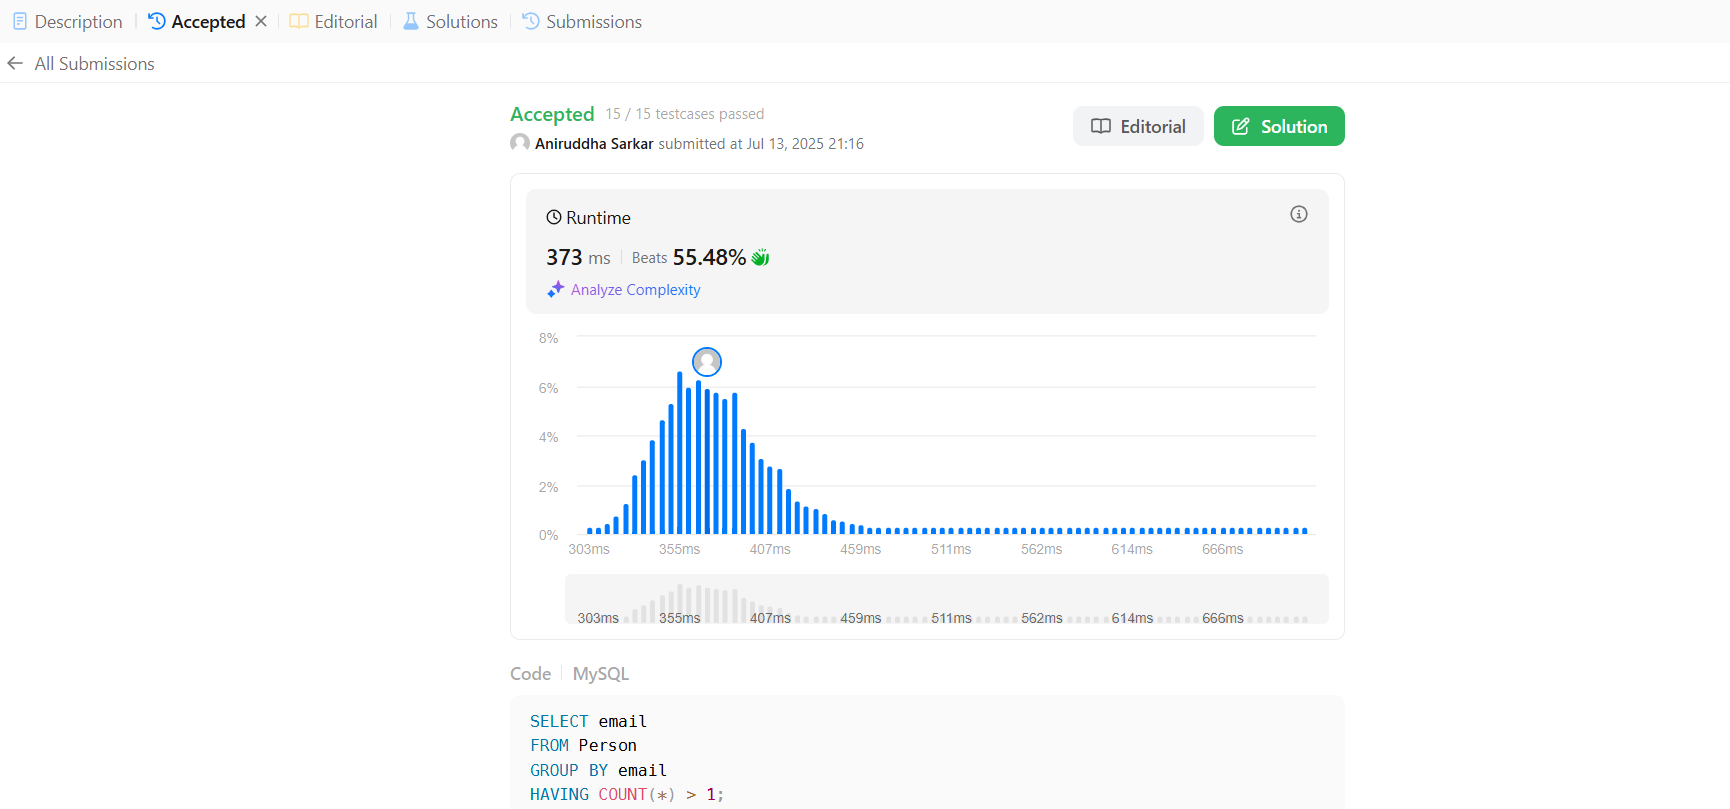 Description Accepted Editorial Solutions Submissions
All Submissions
Accepted 15 / 15 testcases passed
Aniruddha Sarkar submitted at Jul 13, 2025 21:16
Editorial Solution
Runtime
373 ms Beats 55.48%
Analyze Complexity
8%
6%
4%
2%
0%
303ms 355ms 407ms 459ms 511ms 562ms 614ms 666ms
303ms 355ms 407ms 459ms 511ms 562ms 614ms 666ms
Code MySQL
SELECT email
FROM Person
GROUP BY email
HAVING COUNT(*) > 1;